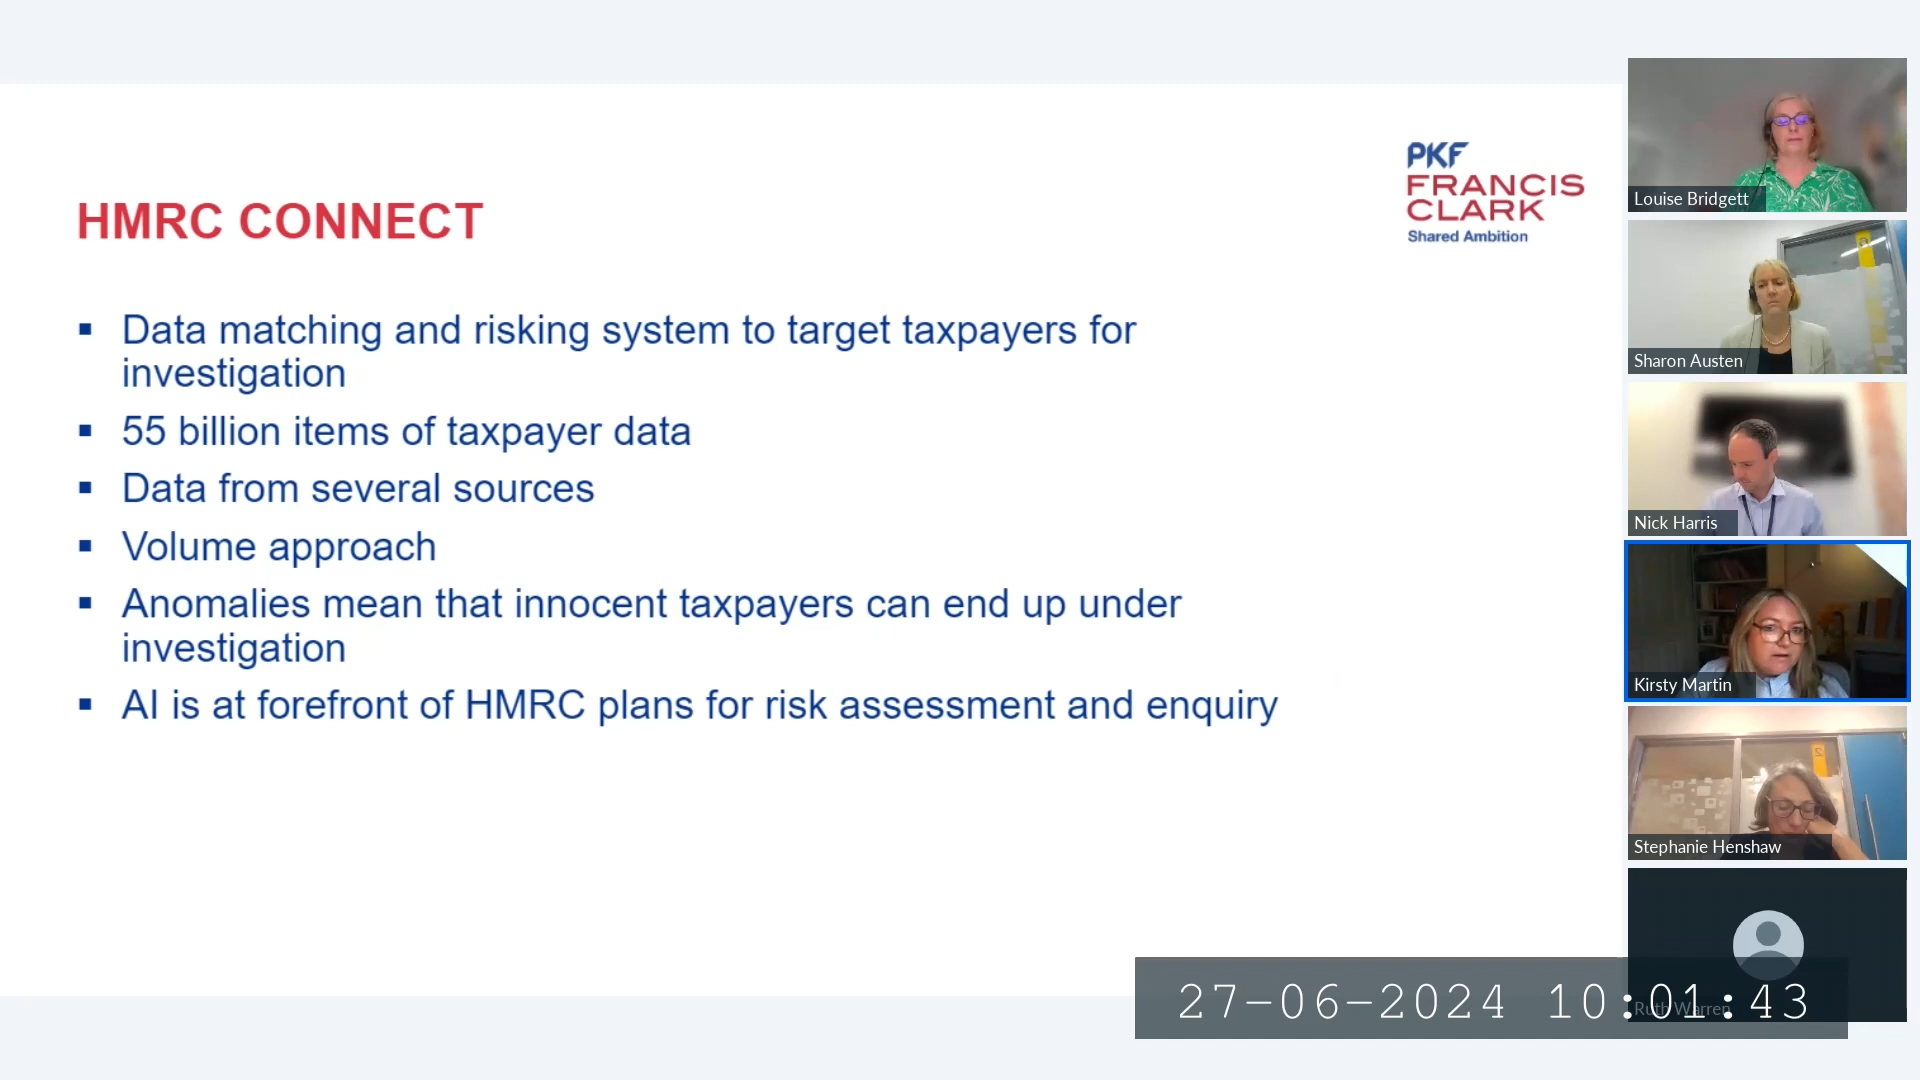 PKF
FRANCIS
CLARK
Shared Ambition
HMRC CONNECT
▪ Data matching and risking system to target taxpayers for
investigation
▪ 55 billion items of taxpayer data
▪ Data from several sources
▪ Volume approach
▪ Anomalies mean that innocent taxpayers can end up under
investigation
▪ AI is at forefront of HMRC plans for risk assessment and enquiry
Louise Bridgett
Sharon Austen
Nick Harris
Kirsty Martin
Stephanie Henshaw
Ruth Warren
27-06-2024 10:01:43